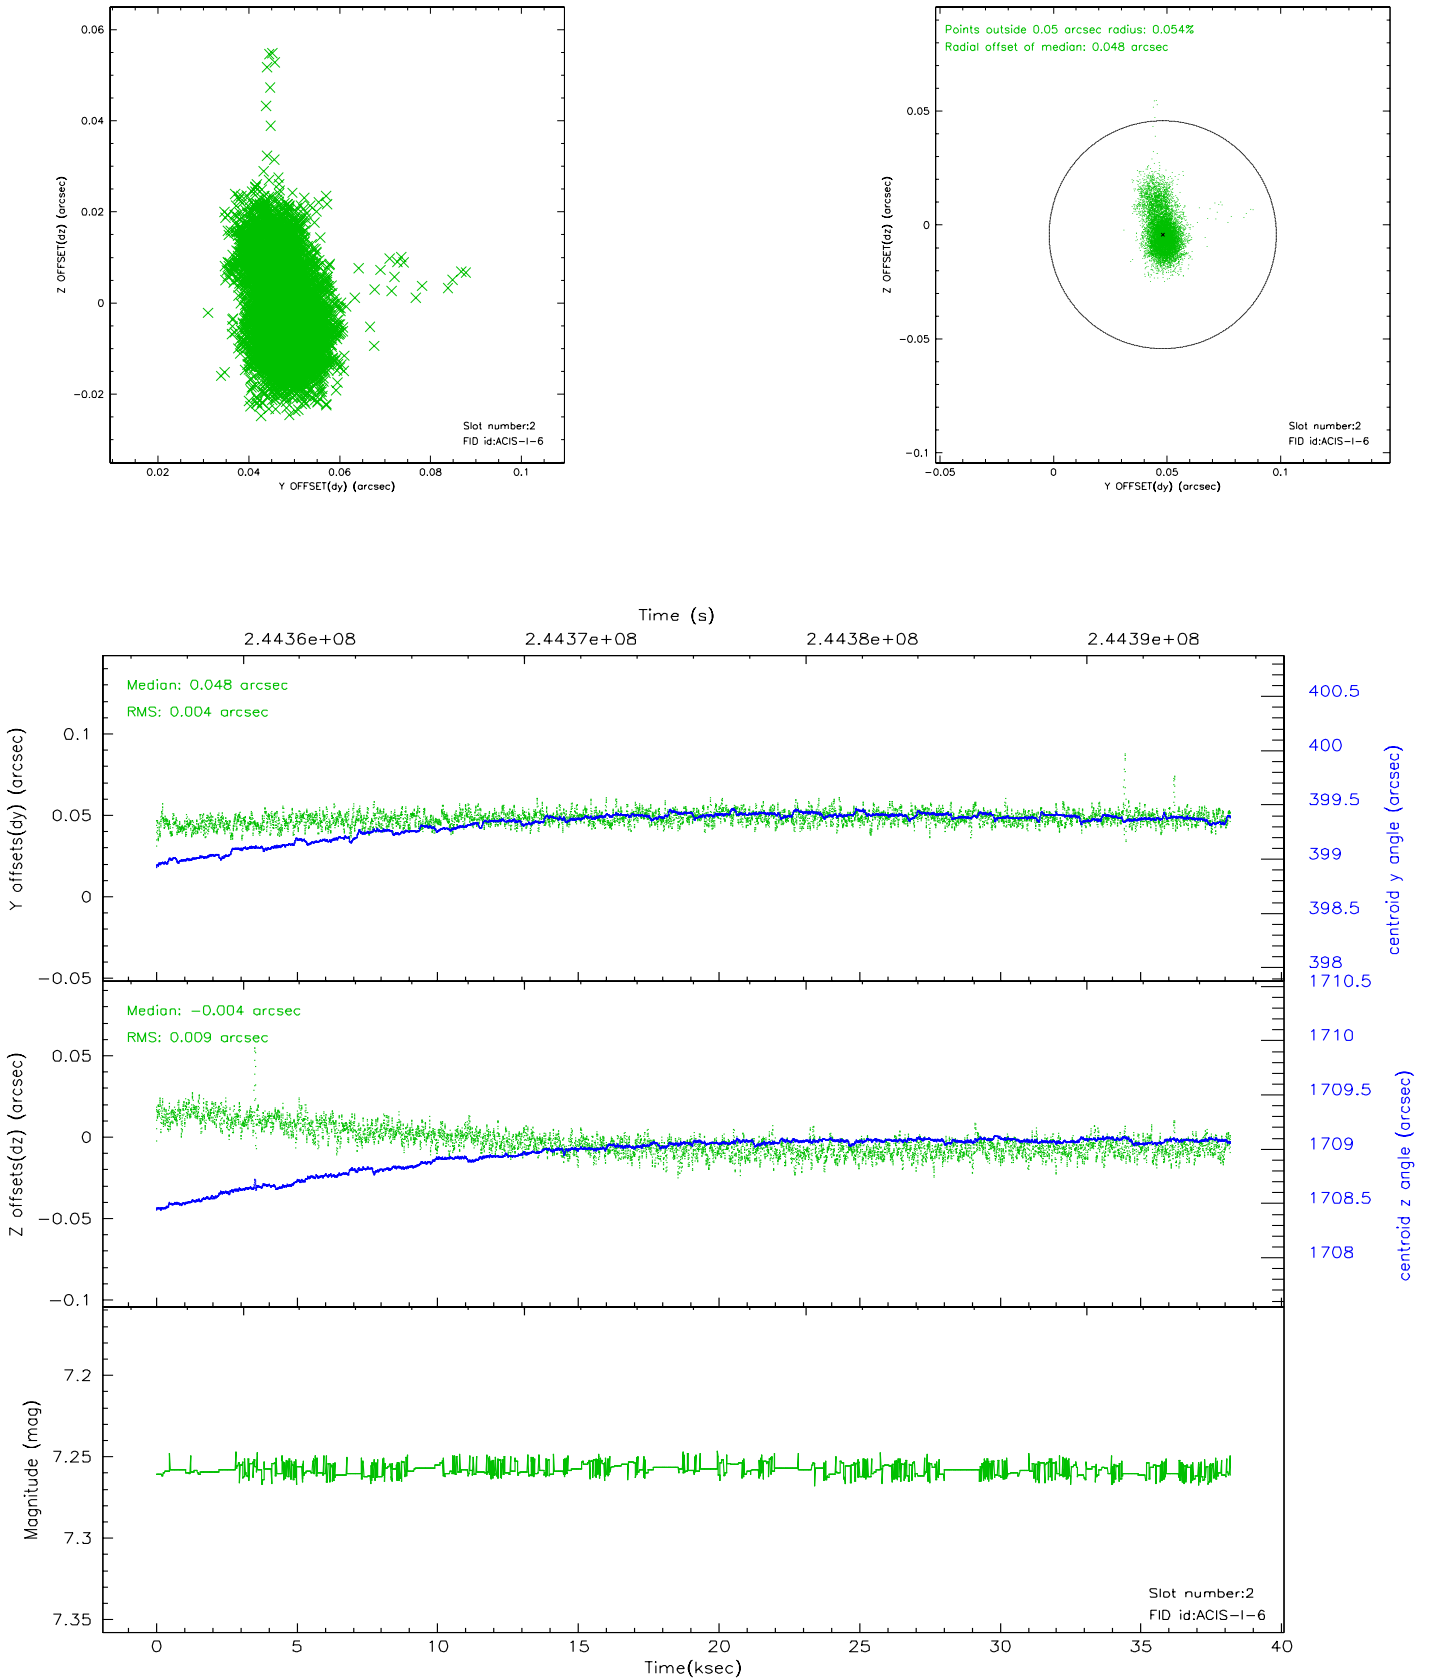 0.06
0.04
0.02
0
−0.02
Z OFFSET(dz) (arcsec)
Slot number:2
FID id:ACIS−I−6
0.02 0.04 0.06 0.08 0.1
Y OFFSET(dy) (arcsec)
Points outside 0.05 arcsec radius: 0.054%
Radial offset of median: 0.048 arcsec
0.05
0
−0.05
−0.1
Z OFFSET(dz) (arcsec)
Slot number:2
FID id:ACIS−I−6
−0.05 0 0.05 0.1
Y OFFSET(dy) (arcsec)
Time (s)
2.4436e+08 2.4437e+08 2.4438e+08 2.4439e+08
Median: 0.048 arcsec
RMS: 0.004 arcsec
0.1
0.05
0
−0.05
Y offsets(dy) (arcsec)
400.5
400
399.5
399
398.5
398
centroid y angle (arcsec)
Median: −0.004 arcsec
RMS: 0.009 arcsec
0.05
0
−0.05
−0.1
Z offsets(dz) (arcsec)
1710.5
1710
1709.5
1709
1708.5
1708
centroid z angle (arcsec)
7.2
7.25
7.3
7.35
Magnitude (mag)
Slot number:2
FID id:ACIS−I−6
0 5 10 15 20 25 30 35 40
Time(ksec)